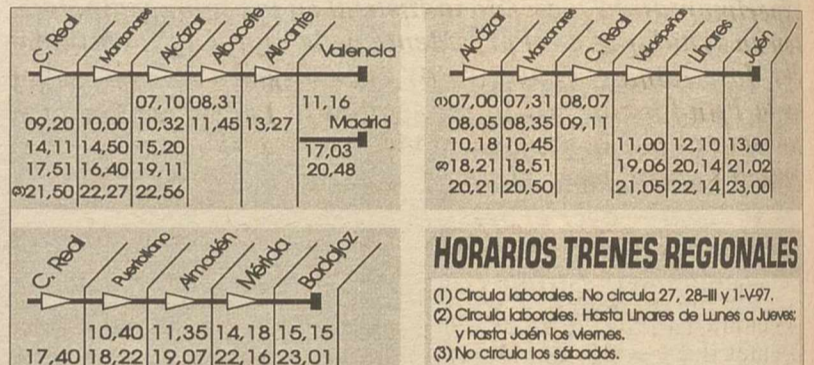 C. Real Manzanares Alcázar Albacete Alicante Valencia
07,10 08,31 11,16
09,20 10,00 10,32 11,45 13,27 Madrid
14,11 14,50 15,20 17,03
17,51 16,40 19,11 20,48
(3)21,50 22,27 22,56
Alcázar Manzanares C. Real Valdepeñas Linares Jaén
(1)07,00 07,31 08,07
08,05 08,35 09,11
10,18 10,45 11,00 12,10 13,00
18,21 18,51 19,06 20,14 21,02
20,21 20,50 21,05 22,14 23,00
C. Real Puertollano Almadén Mérida Badajoz
10,40 11,35 14,18 15,15
17,40 18,22 19,07 22,16 23,01
HORARIOS TRENES REGIONALES
(1) Circula laborales. No circula 27, 28-III y 1-V-97.
(2) Circula laborales. Hasta Linares de Lunes a Jueves;
y hasta Jaén los viernes.
(3) No circula los sábados.